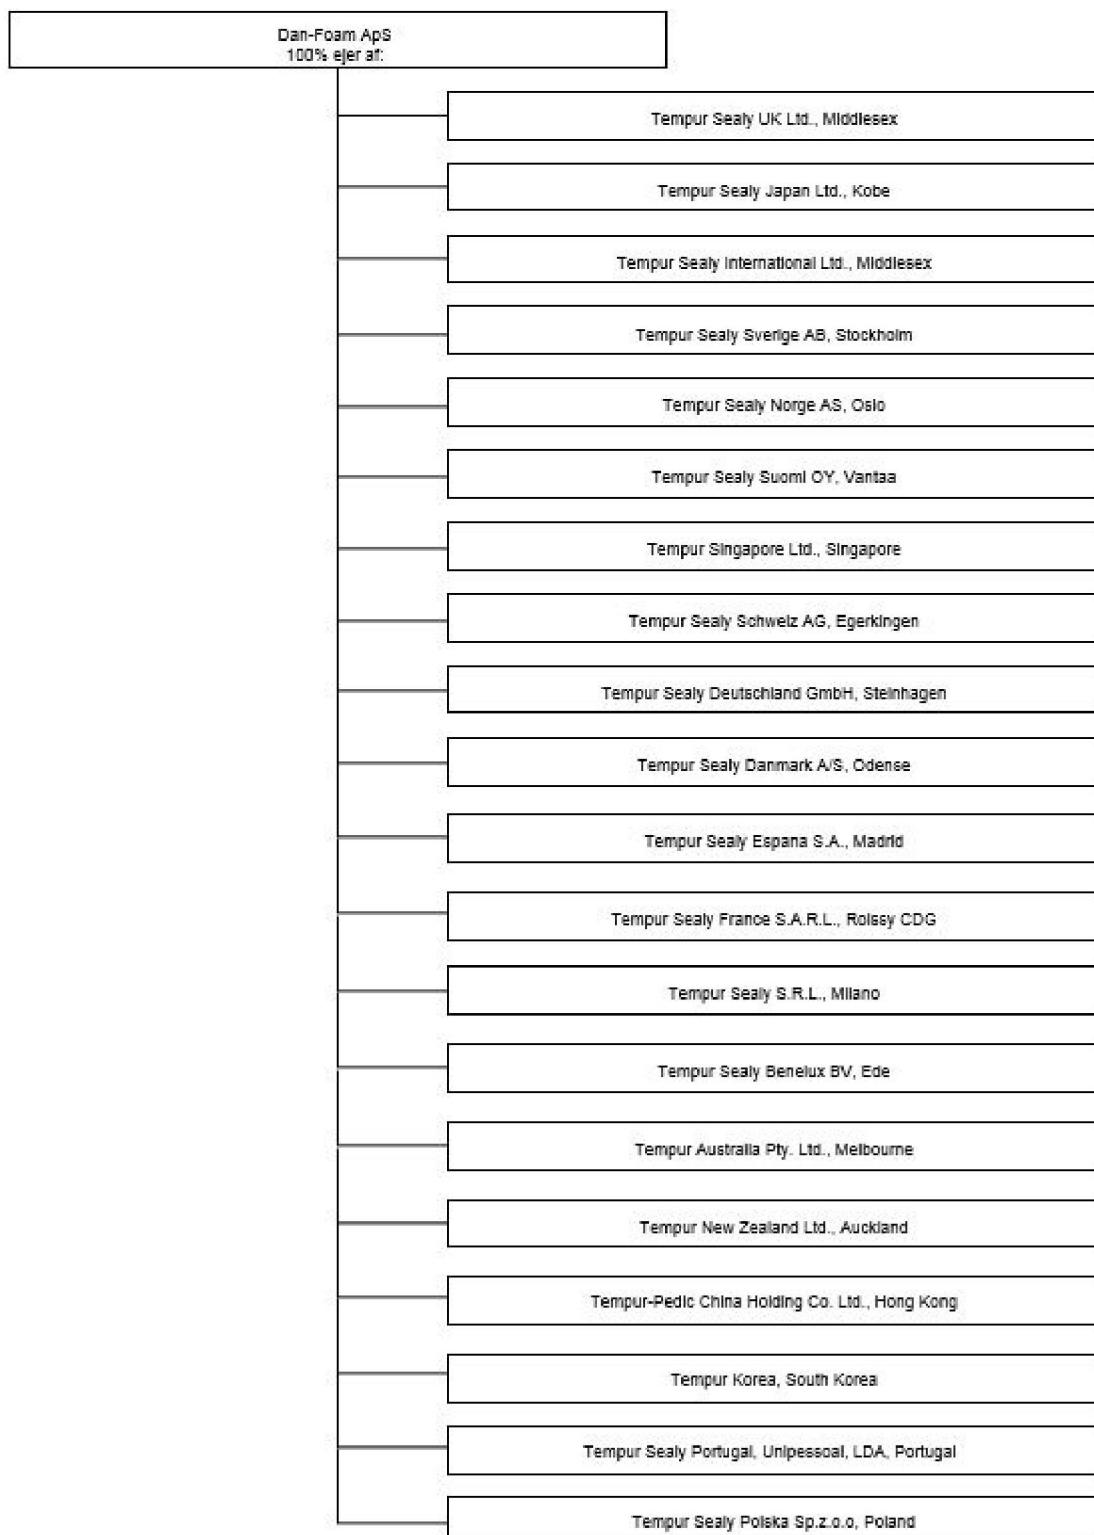 Dan-Foam ApS
100% ejer af:
Tempur Sealy UK Ltd., Middlesex
Tempur Sealy Japan Ltd., Kobe
Tempur Sealy International Ltd., Middlesex
Tempur Sealy Sverige AB, Stockholm
Tempur Sealy Norge AS, Oslo
Tempur Sealy Suomi OY, Vantaa
Tempur Singapore Ltd., Singapore
Tempur Sealy Schweiz AG, Egerkingen
Tempur Sealy Deutschland GmbH, Steinhagen
Tempur Sealy Danmark A/S, Odense
Tempur Sealy Espana S.A., Madrid
Tempur Sealy France S.A.R.L., Roissy CDG
Tempur Sealy S.R.L., Milano
Tempur Sealy Benelux BV, Ede
Tempur Australia Pty. Ltd., Melbourne
Tempur New Zealand Ltd., Auckland
Tempur-Pedic China Holding Co. Ltd., Hong Kong
Tempur Korea, South Korea
Tempur Sealy Portugal, Unipessoal, LDA, Portugal
Tempur Sealy Polska Sp.z.o.o, Poland